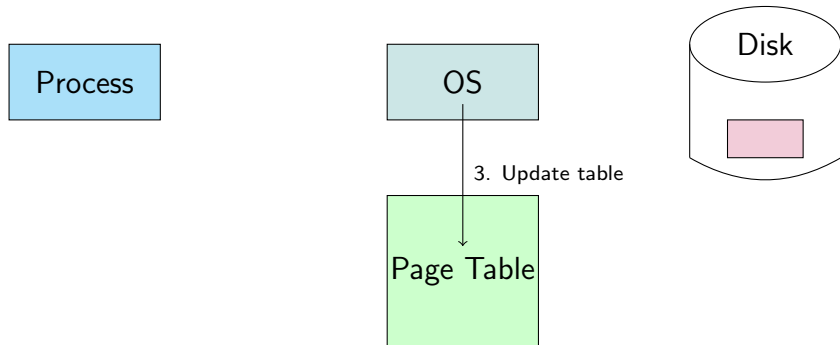 Process
OS
Disk
3. Update table
Page Table